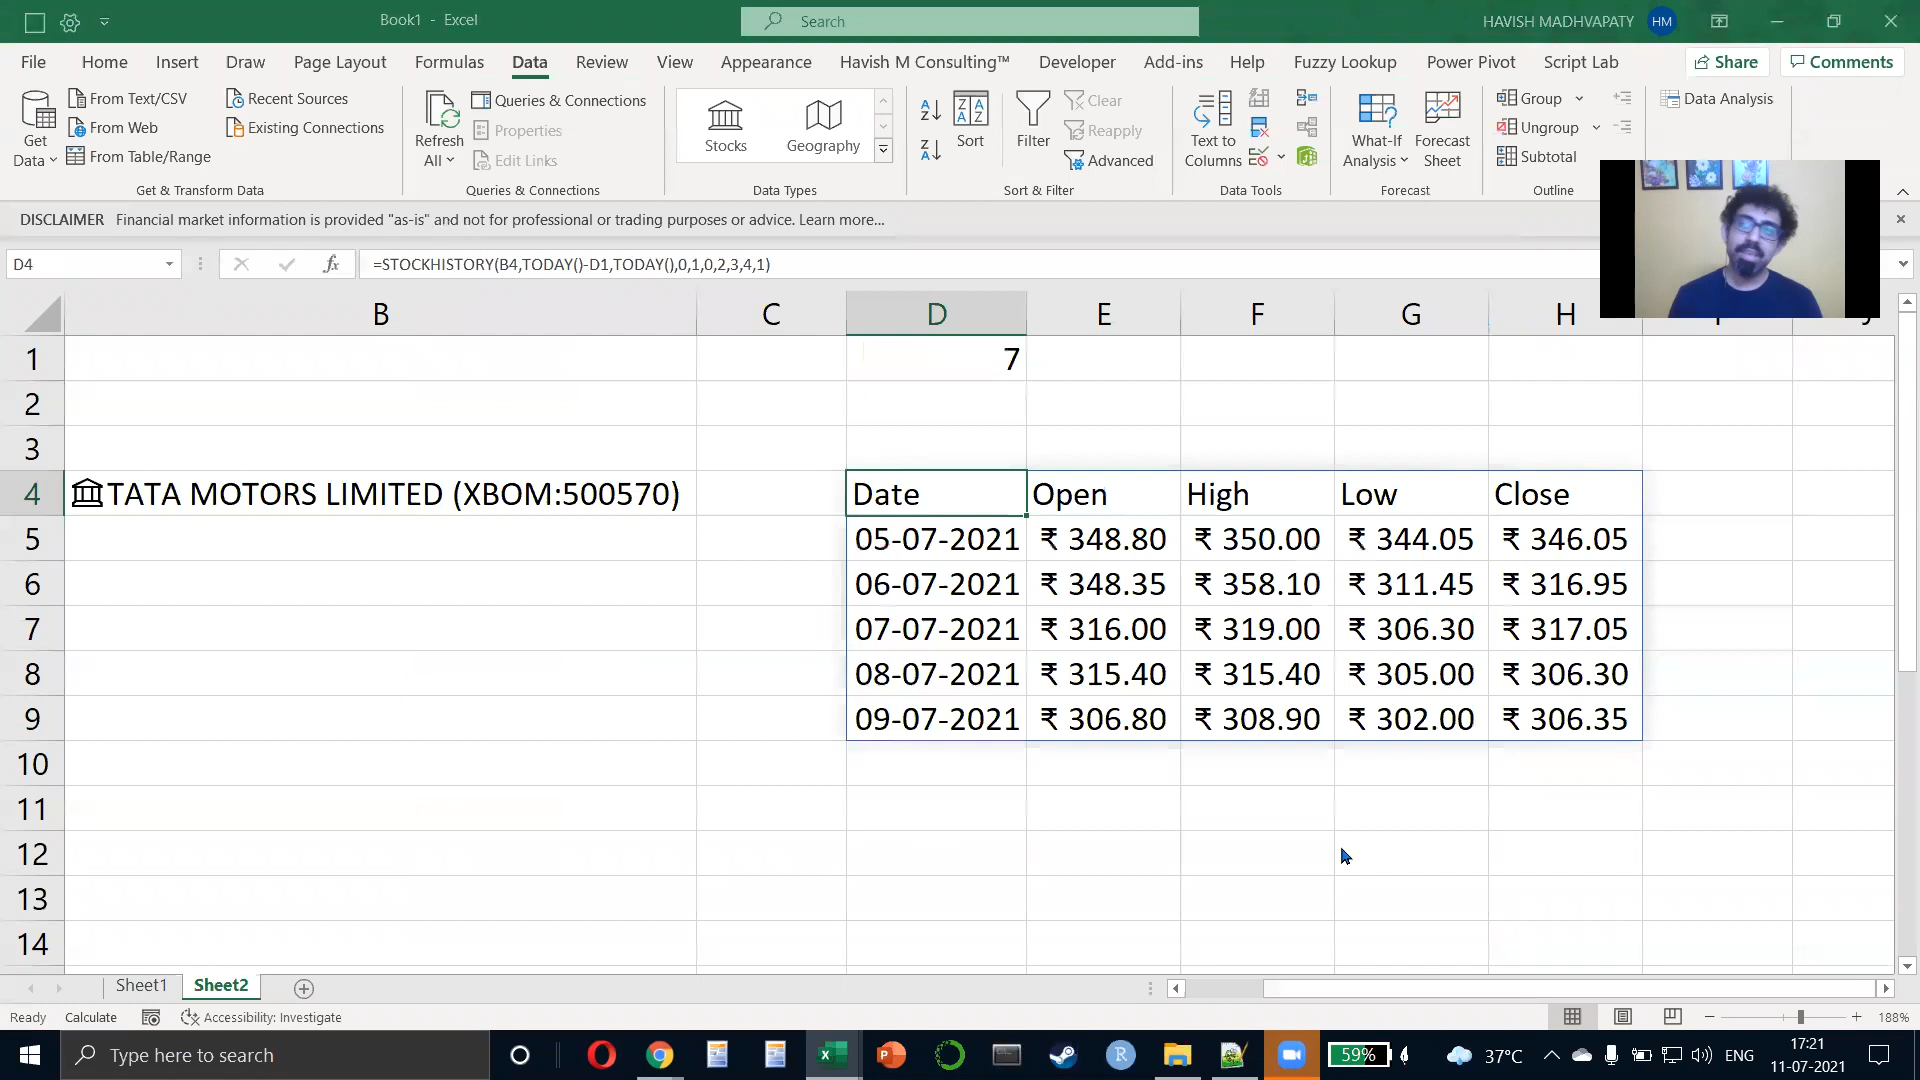 Book1 - Excel
Search
HAVISH MADHVAPATY HM
File Home Insert Draw Page Layout Formulas Data Review View Appearance Havish M Consulting™ Developer Add-ins Help Fuzzy Lookup Power Pivot Script Lab Share Comments
Get Data
From Text/CSV
From Web
From Table/Range
Recent Sources
Existing Connections
Get & Transform Data
Refresh All
Queries & Connections
Properties
Edit Links
Queries & Connections
Stocks
Geography
Data Types
Sort
Filter
Clear
Reapply
Advanced
Sort & Filter
Text to Columns
Data Tools
What-If Analysis
Forecast Sheet
Forecast
Group
Ungroup
Subtotal
Outline
Data Analysis
DISCLAIMER Financial market information is provided "as-is" and not for professional or trading purposes or advice. Learn more...
D4 fx =STOCKHISTORY(B4,TODAY()-D1,TODAY(),0,1,0,2,3,4,1)
B C D E F G H
1 7
2
3
4 TATA MOTORS LIMITED (XBOM:500570) Date Open High Low Close
5 05-07-2021 ₹ 348.80 ₹ 350.00 ₹ 344.05 ₹ 346.05
6 06-07-2021 ₹ 348.35 ₹ 358.10 ₹ 311.45 ₹ 316.95
7 07-07-2021 ₹ 316.00 ₹ 319.00 ₹ 306.30 ₹ 317.05
8 08-07-2021 ₹ 315.40 ₹ 315.40 ₹ 305.00 ₹ 306.30
9 09-07-2021 ₹ 306.80 ₹ 308.90 ₹ 302.00 ₹ 306.35
10
11
12
13
14
Sheet1 Sheet2
Ready Calculate Accessibility: Investigate 188%
Type here to search
59% 37°C ENG
17:21
11-07-2021